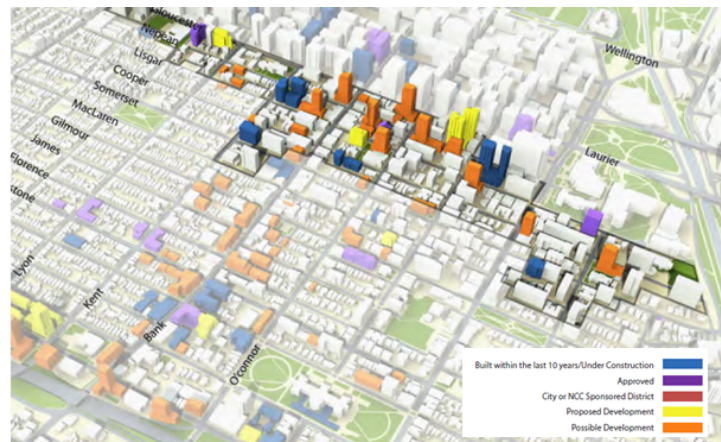 Gloucester
Nepean
Lisgar
Cooper
Somerset
MacLaren
Gilmour
James
Florence
Lyon
Kent
Bank
O'connor
Wellington
Laurier
Built within the last 10 years/Under Construction
Approved
City or NCC Sponsored District
Proposed Development
Possible Development